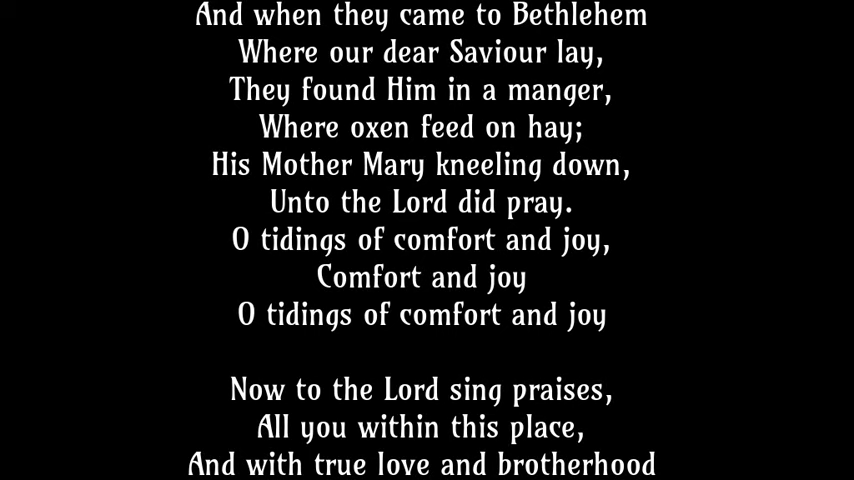 And when they came to Bethlehem
Where our dear Saviour lay,
They found Him in a manger,
Where oxen feed on hay;
His Mother Mary kneeling down,
Unto the Lord did pray.
O tidings of comfort and joy,
Comfort and joy
O tidings of comfort and joy
Now to the Lord sing praises,
All you within this place,
And with true love and brotherhood